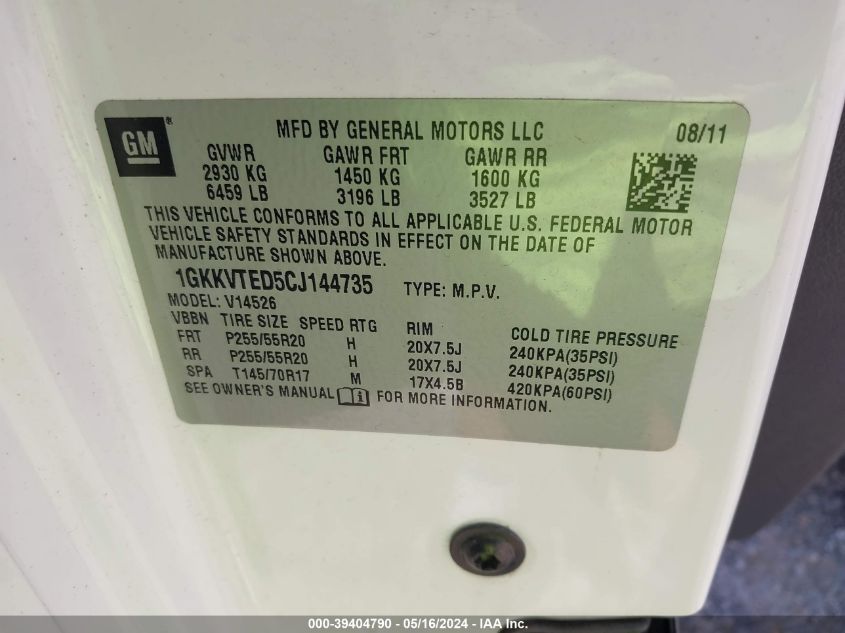 GM®
MFD BY GENERAL MOTORS LLC 08/11
GVWR GAWR FRT GAWR RR
2930 KG 1450 KG 1600 KG
6459 LB 3196 LB 3527 LB
THIS VEHICLE CONFORMS TO ALL APPLICABLE U.S. FEDERAL MOTOR
VEHICLE SAFETY STANDARDS IN EFFECT ON THE DATE OF
MANUFACTURE SHOWN ABOVE.
1GKKVTED5CJ144735 TYPE: M.P.V.
MODEL: V14526
VBBN TIRE SIZE SPEED RTG RIM COLD TIRE PRESSURE
FRT P255/55R20 H 20X7.5J 240KPA(35PSI)
RR P255/55R20 H 20X7.5J 240KPA(35PSI)
SPA T145/70R17 M 17X4.5B 420KPA(60PSI)
SEE OWNER'S MANUAL FOR MORE INFORMATION.
000-39404790 - 05/16/2024 - IAA Inc.